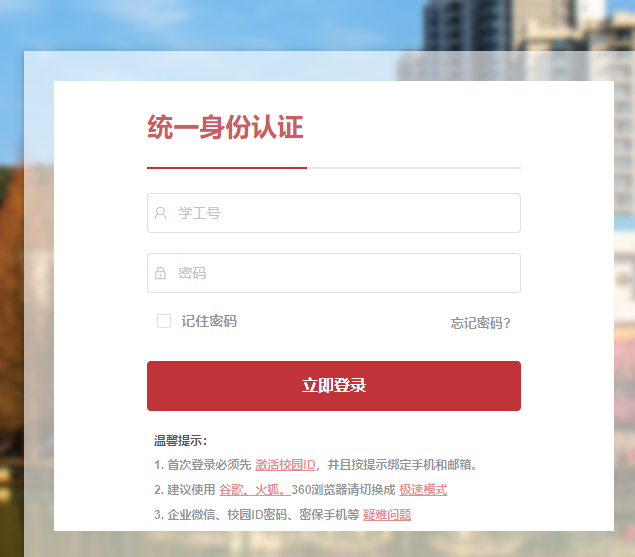 统一身份认证
学工号
密码
记住密码 忘记密码?
立即登录
温馨提示：
1. 首次登录必须先 激活校园ID，并且按提示绑定手机和邮箱。
2. 建议使用 谷歌、火狐。360浏览器请切换成 极速模式
3. 企业微信、校园ID密码、密保手机等 疑难问题